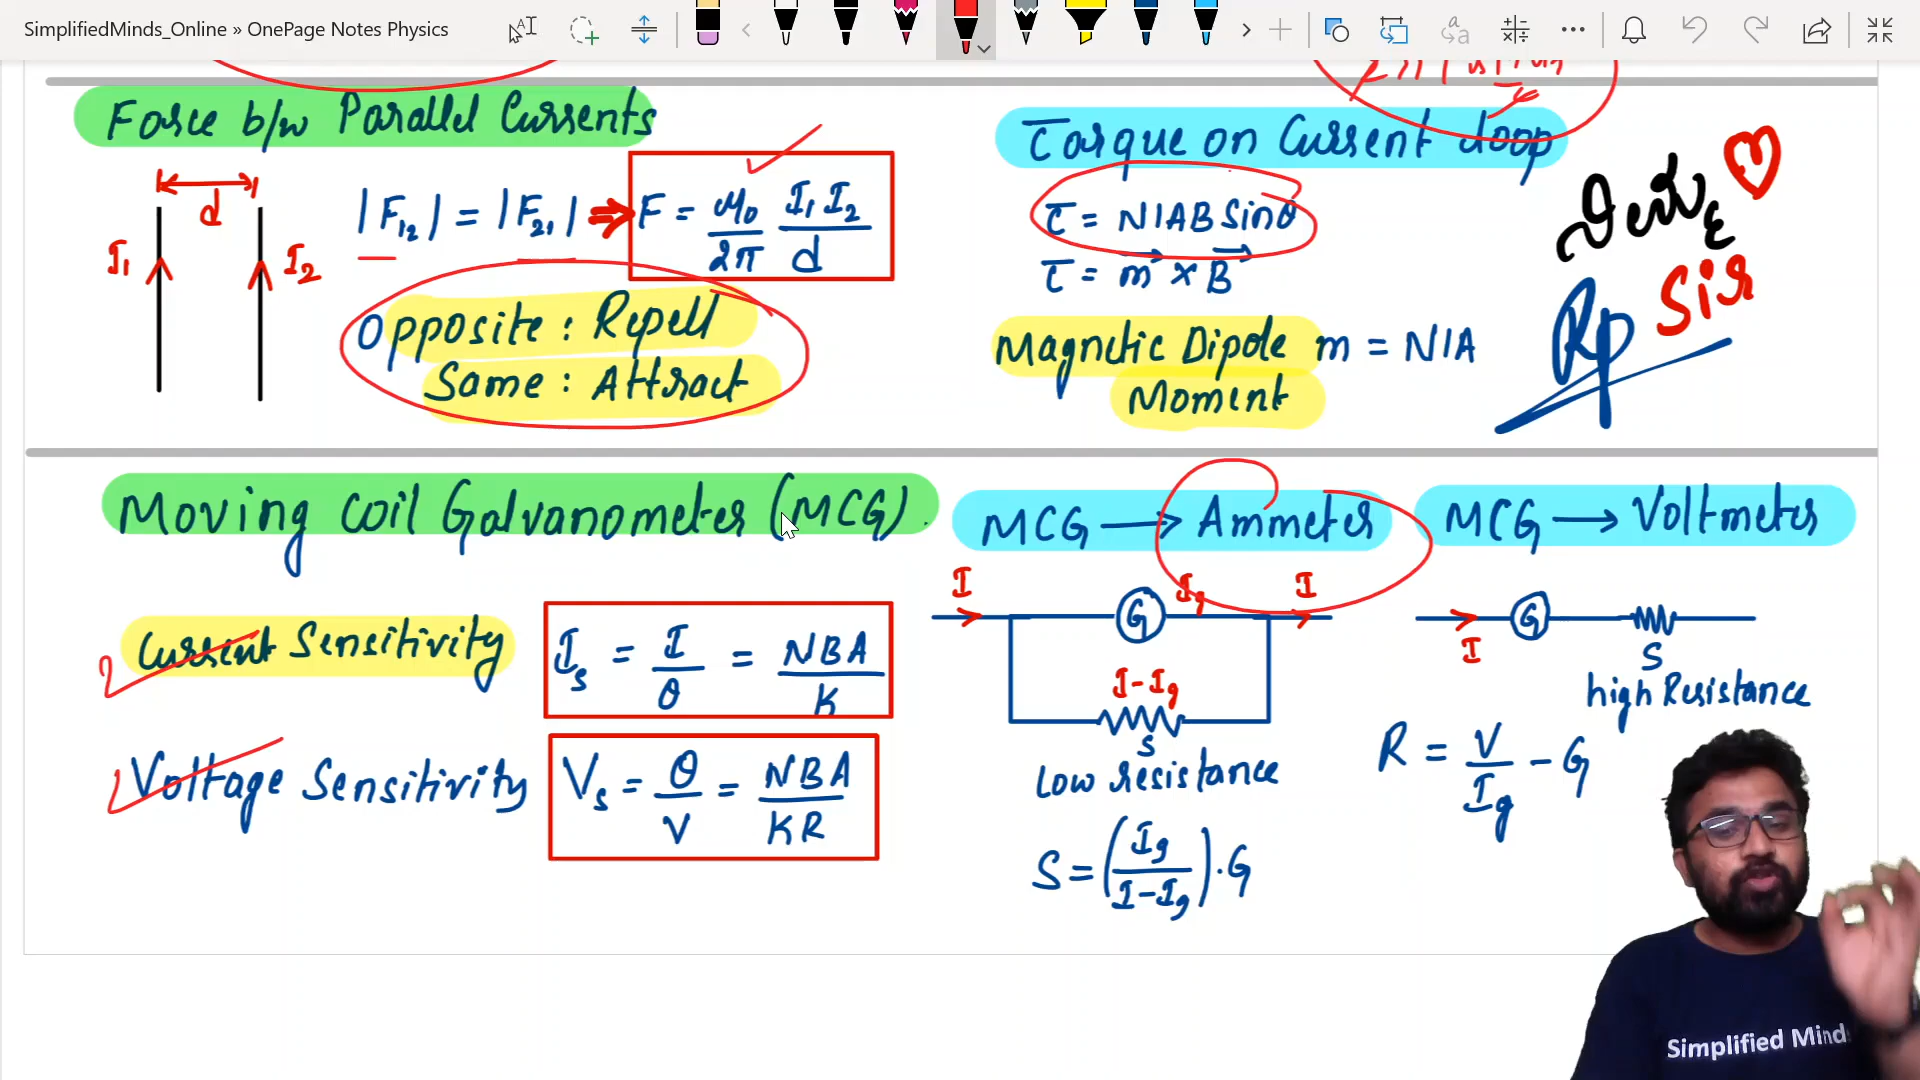 SimplifiedMinds_Online » OnePage Notes Physics
Force b/w Parallel Currents
d
I₁
I₂
|F₁₂| = |F₂₁| ⇒ F = μ₀/2π I₁I₂/d
Opposite : Repell
Same : Attract
Torque on Current loop
τ = NIAB Sinθ
τ = m × B
Magnetic Dipole m = NIA
Moment
Rp Sir
Moving Coil Galvanometer (MCG).
Current Sensitivity
Iₛ = I/θ = NBA/K
Voltage Sensitivity
Vₛ = θ/V = NBA/KR
MCG → Ammeter
I
G
Ig
I
I-Ig
S
Low resistance
S = (Ig/I-Ig)·G
MCG → Voltmeter
I
G
S
high Resistance
R = V/Ig - G
Simplified Mind